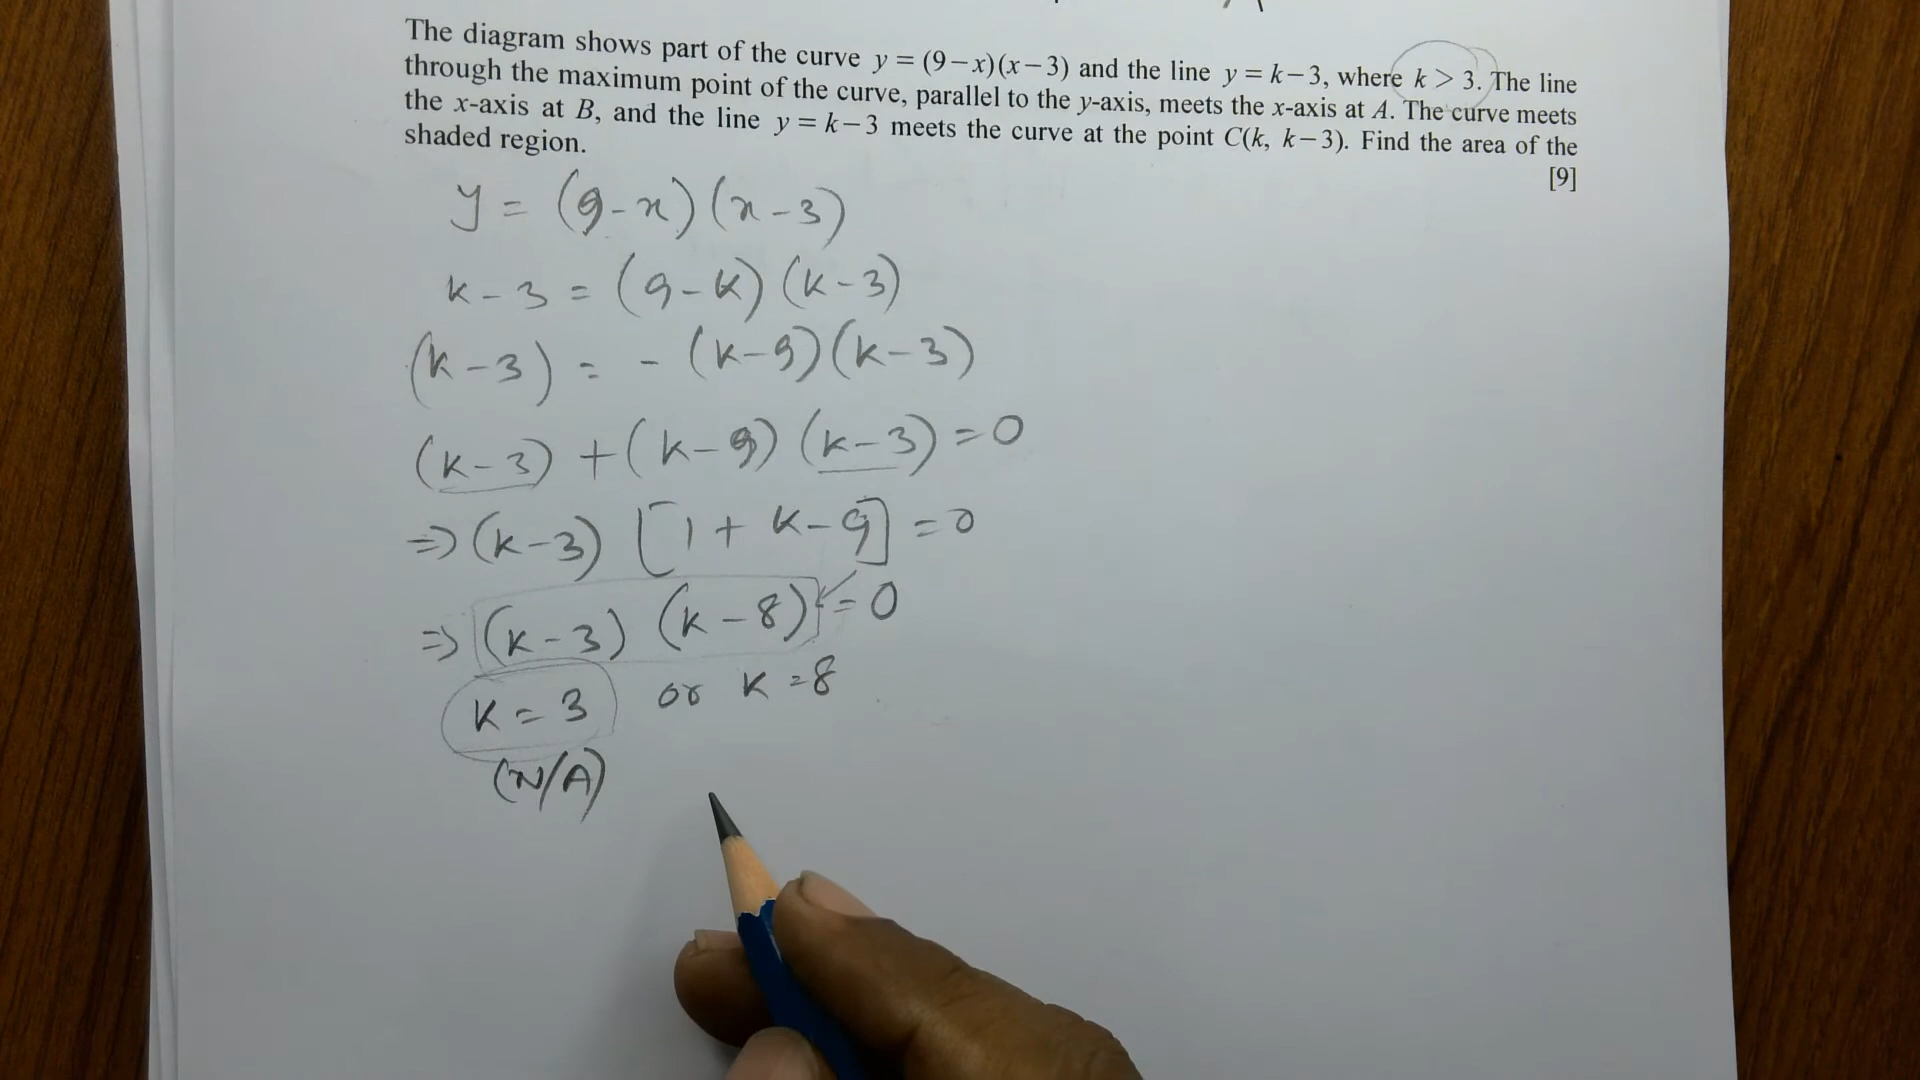 The diagram shows part of the curve y = (9−x)(x−3) and the line y = k−3, where k > 3. The line
through the maximum point of the curve, parallel to the y-axis, meets the x-axis at A. The curve meets
the x-axis at B, and the line y = k−3 meets the curve at the point C(k, k−3). Find the area of the
shaded region.
[9]
y = (9-x)(x-3)
k-3 = (9-k)(k-3)
(k-3) = -(k-9)(k-3)
(k-3) + (k-9)(k-3) = 0
⇒ (k-3) [1 + k-9] = 0
⇒ (k-3) (k-8) = 0
k = 3 or k = 8
(N/A)